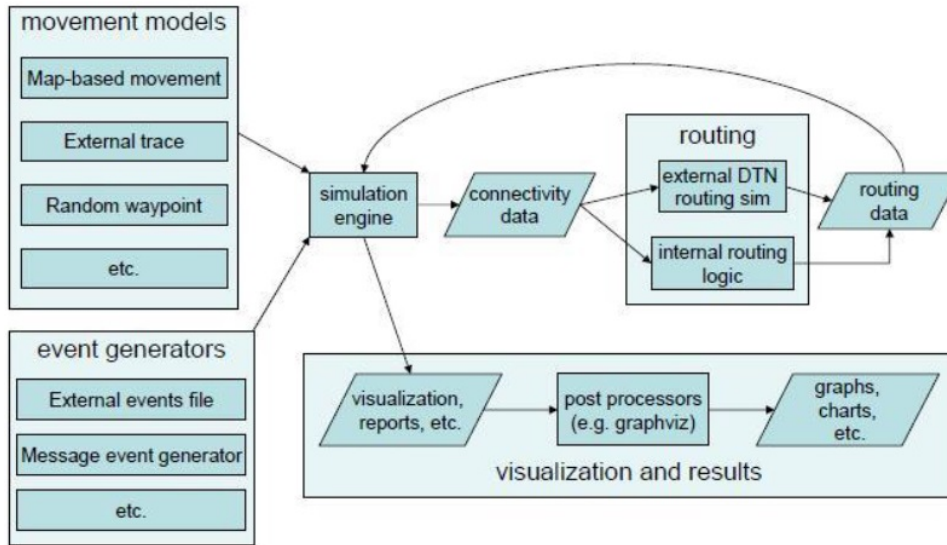 movement models
Map-based movement
External trace
Random waypoint
etc.
event generators
External events file
Message event generator
etc.
simulation
engine
connectivity
data
routing
external DTN
routing sim
internal routing
logic
routing
data
visualization,
reports, etc.
post processors
(e.g. graphviz)
graphs,
charts,
etc.
visualization and results